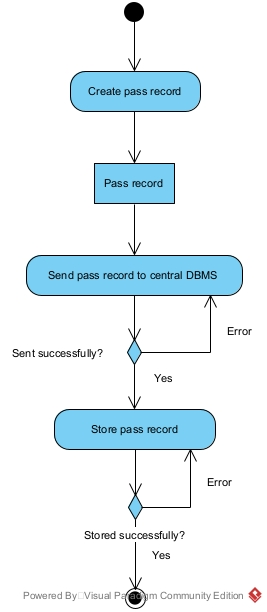 Create pass record
Pass record
Send pass record to central DBMS
Error
Sent successfully?
Yes
Store pass record
Error
Stored successfully?
Yes
Powered By Visual Paradigm Community Edition